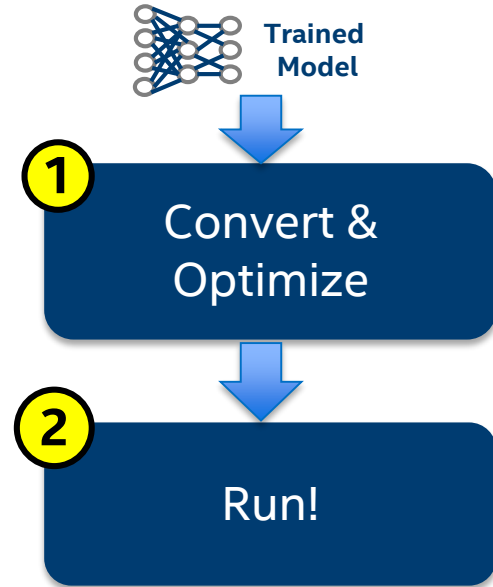 Trained
Model
1
Convert &
Optimize
2
Run!